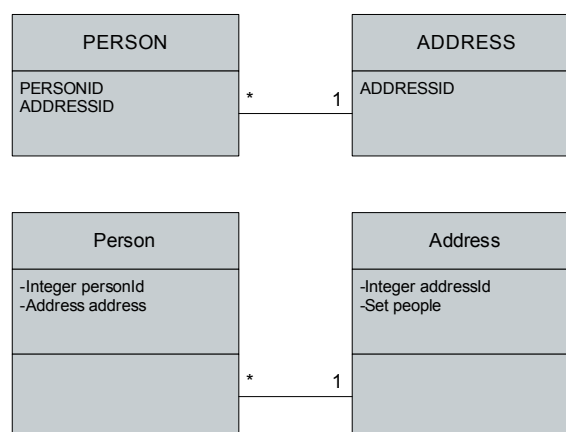 PERSON
PERSONID
ADDRESSID
* 1
ADDRESS
ADDRESSID
Person
-Integer personId
-Address address
* 1
Address
-Integer addressId
-Set people